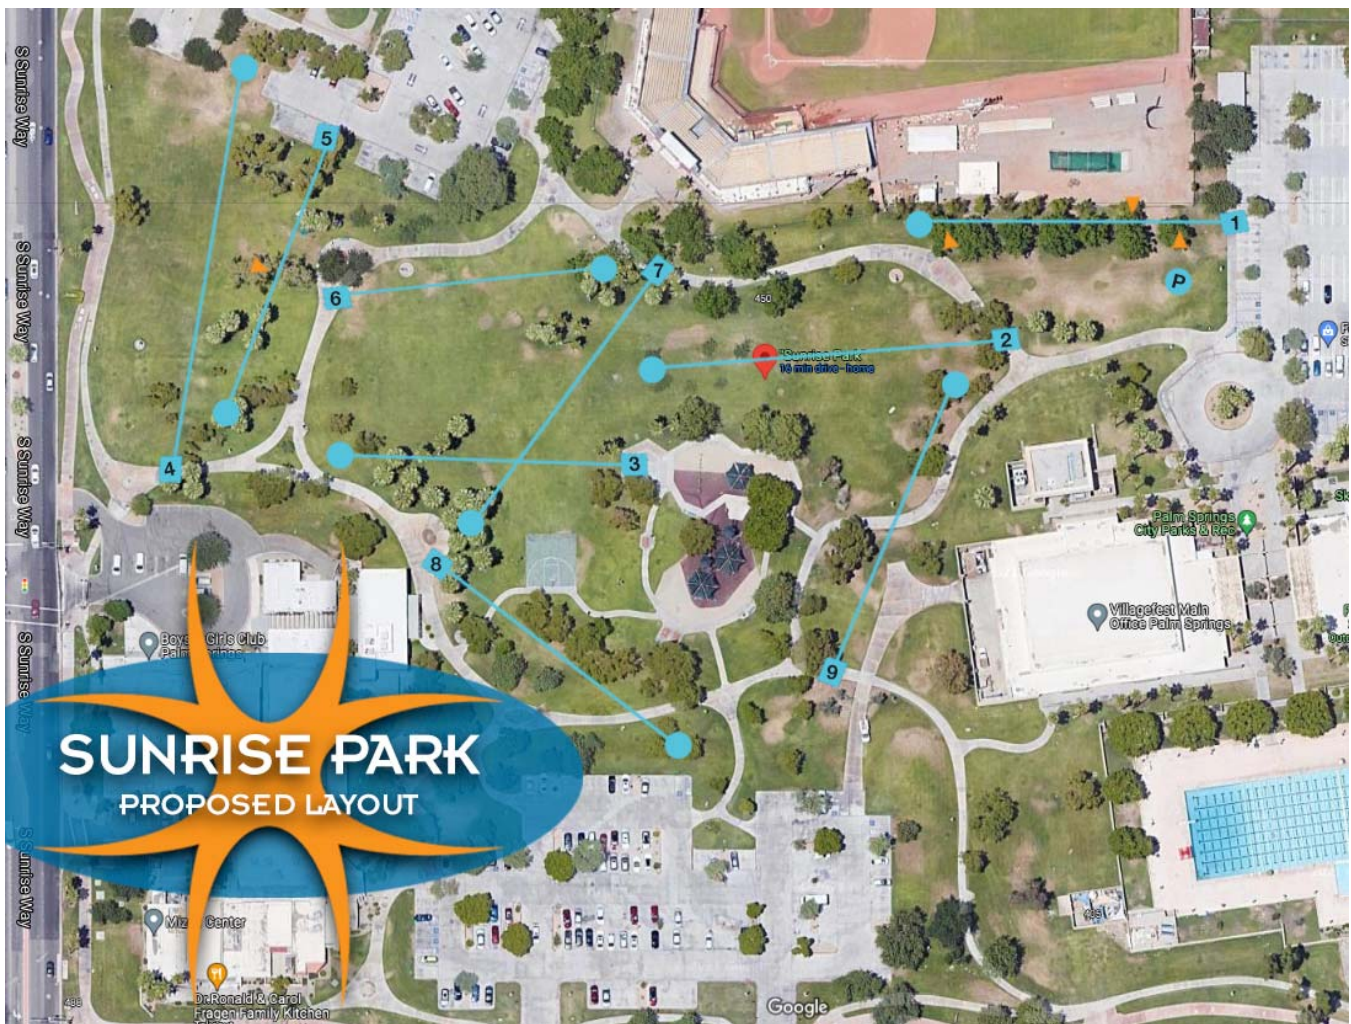 S Sunrise Way
S Sunrise Way
S Sunrise Way
S Sunrise Way
S Sunrise Way
5
1
7
6
P
450
2
"Sunrise Park"
16 min drive - home
4
3
Palm Springs
City Parks & Rec
8
Villagefest Main
Office Palm Springs
Boys Girls Club
9
SUNRISE PARK
PROPOSED LAYOUT
Center
Dr Ronald & Carol
Fragen Family Kitchen
Google